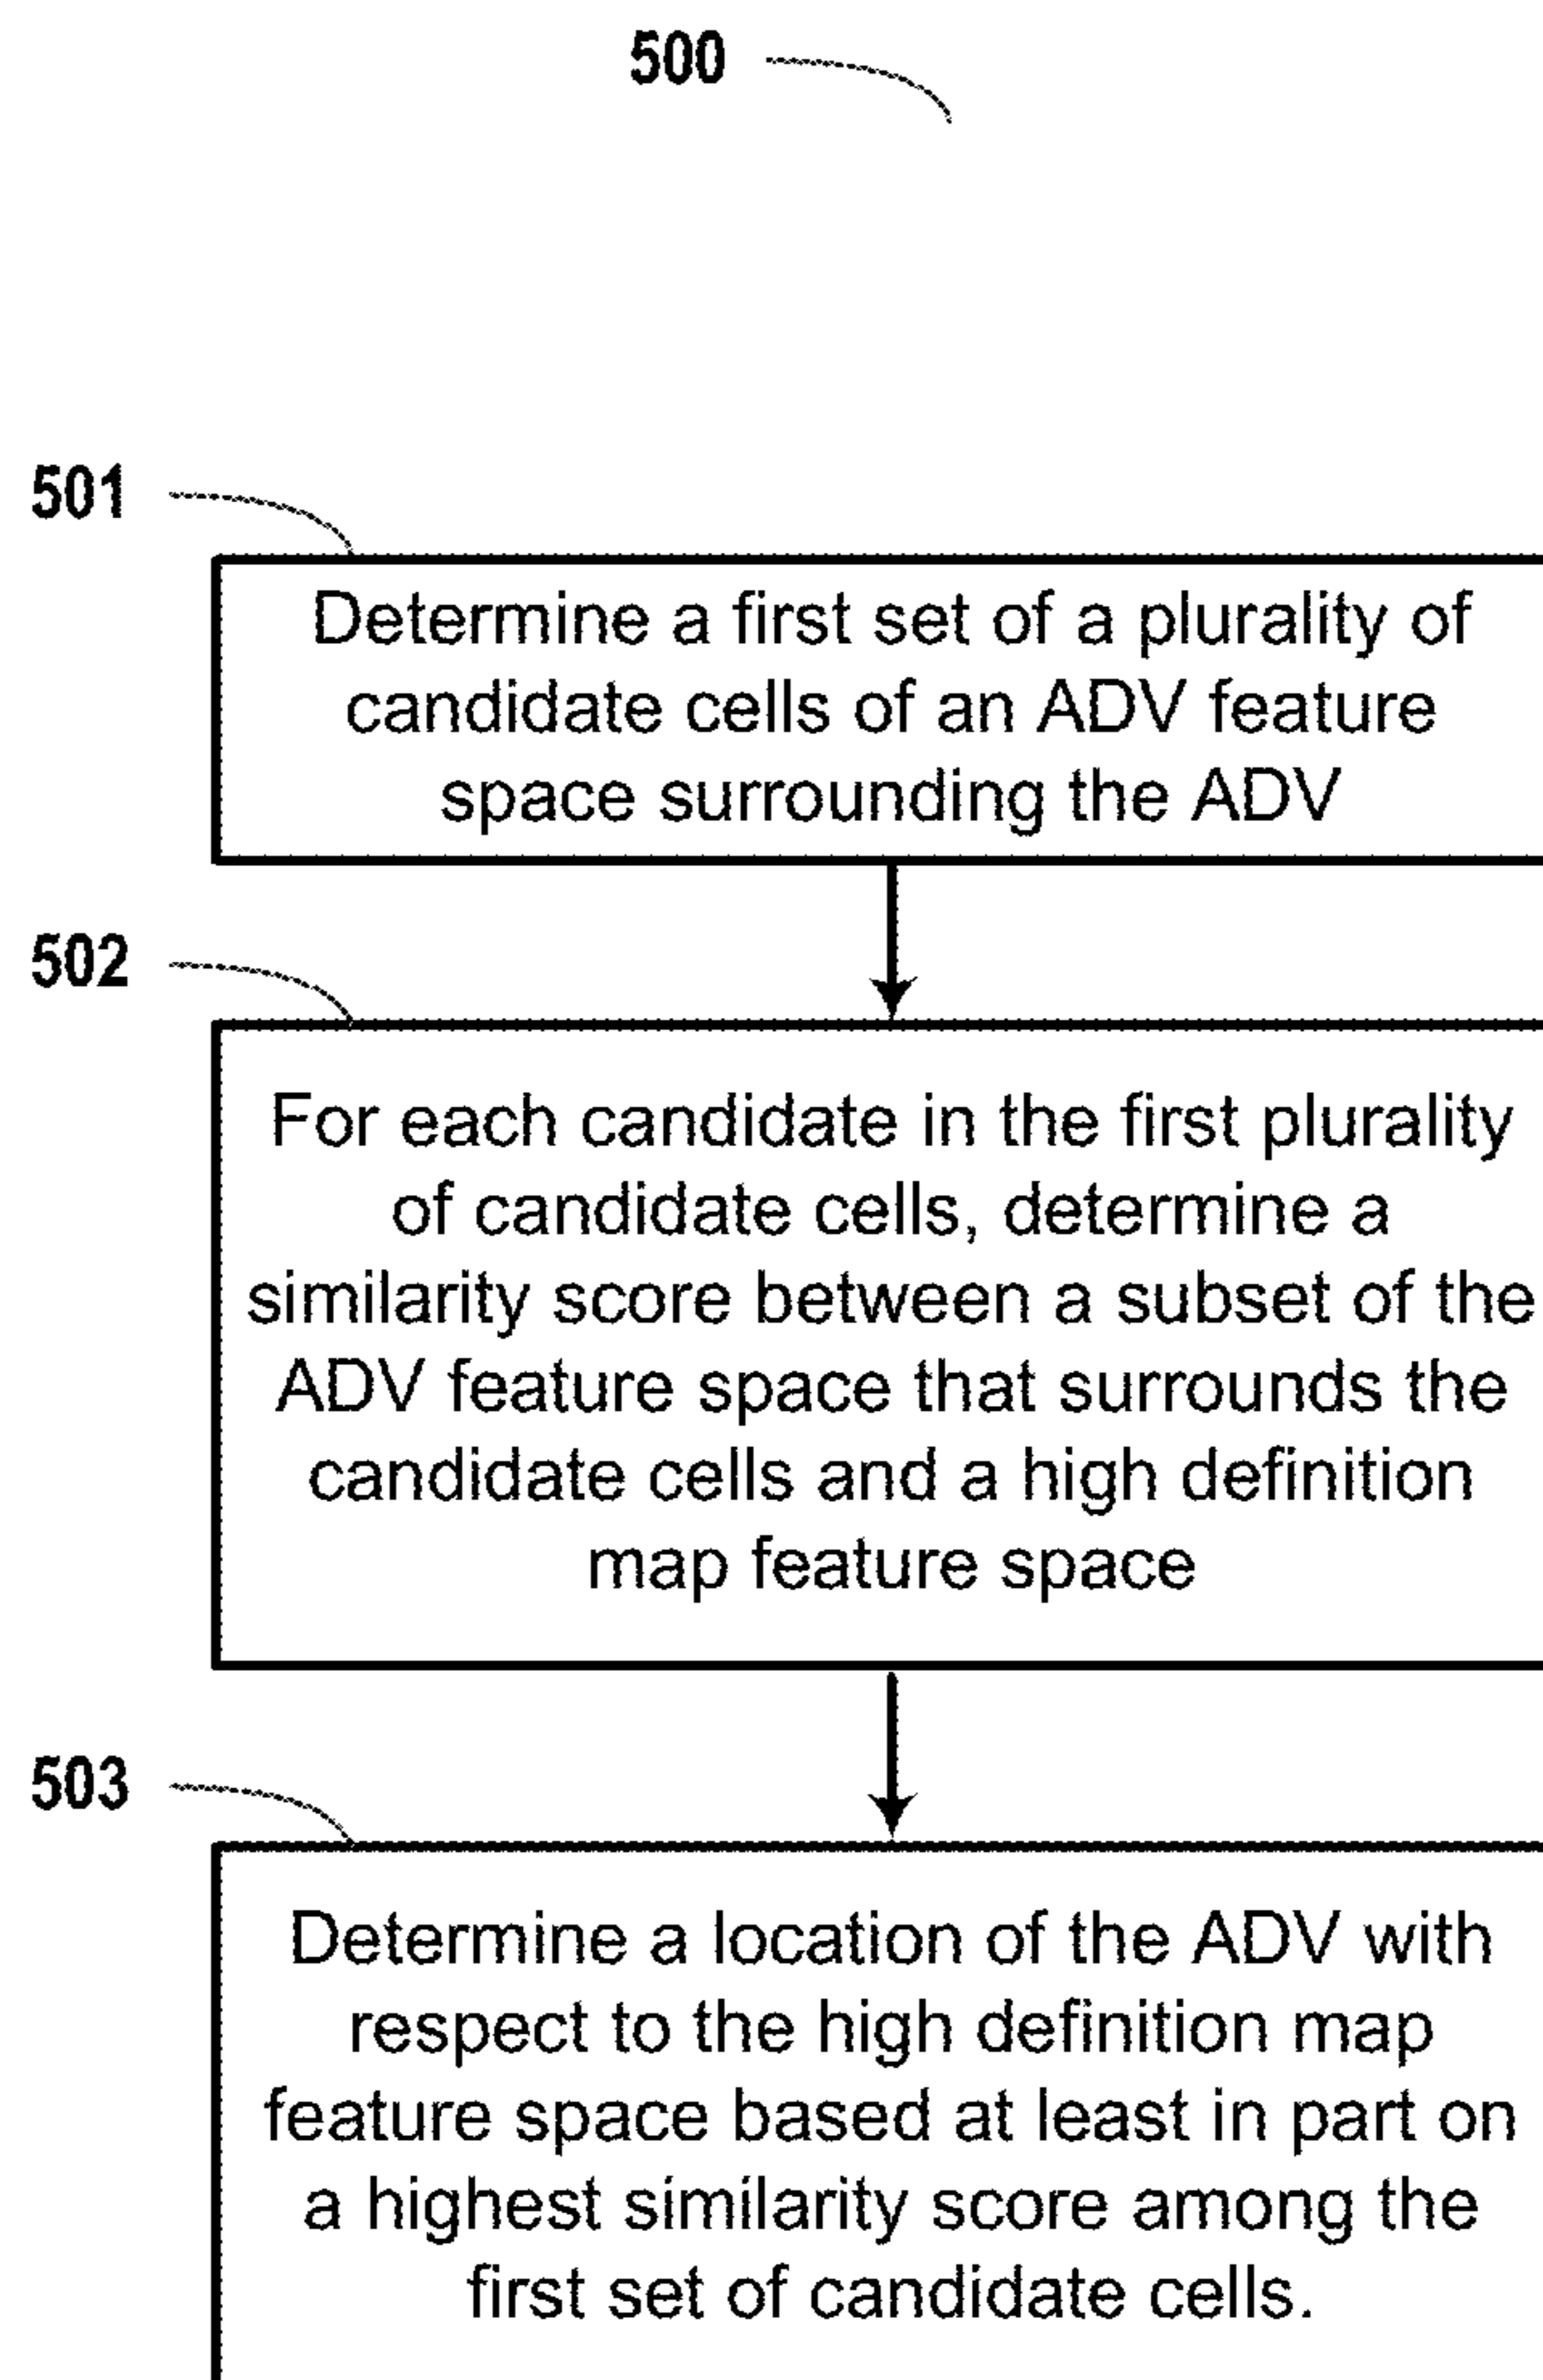 500
501
Determine a first set of a plurality of
candidate cells of an ADV feature
space surrounding the ADV
502
For each candidate in the first plurality
of candidate cells, determine a
similarity score between a subset of the
ADV feature space that surrounds the
candidate cells and a high definition
map feature space
503
Determine a location of the ADV with
respect to the high definition map
feature space based at least in part on
a highest similarity score among the
first set of candidate cells.